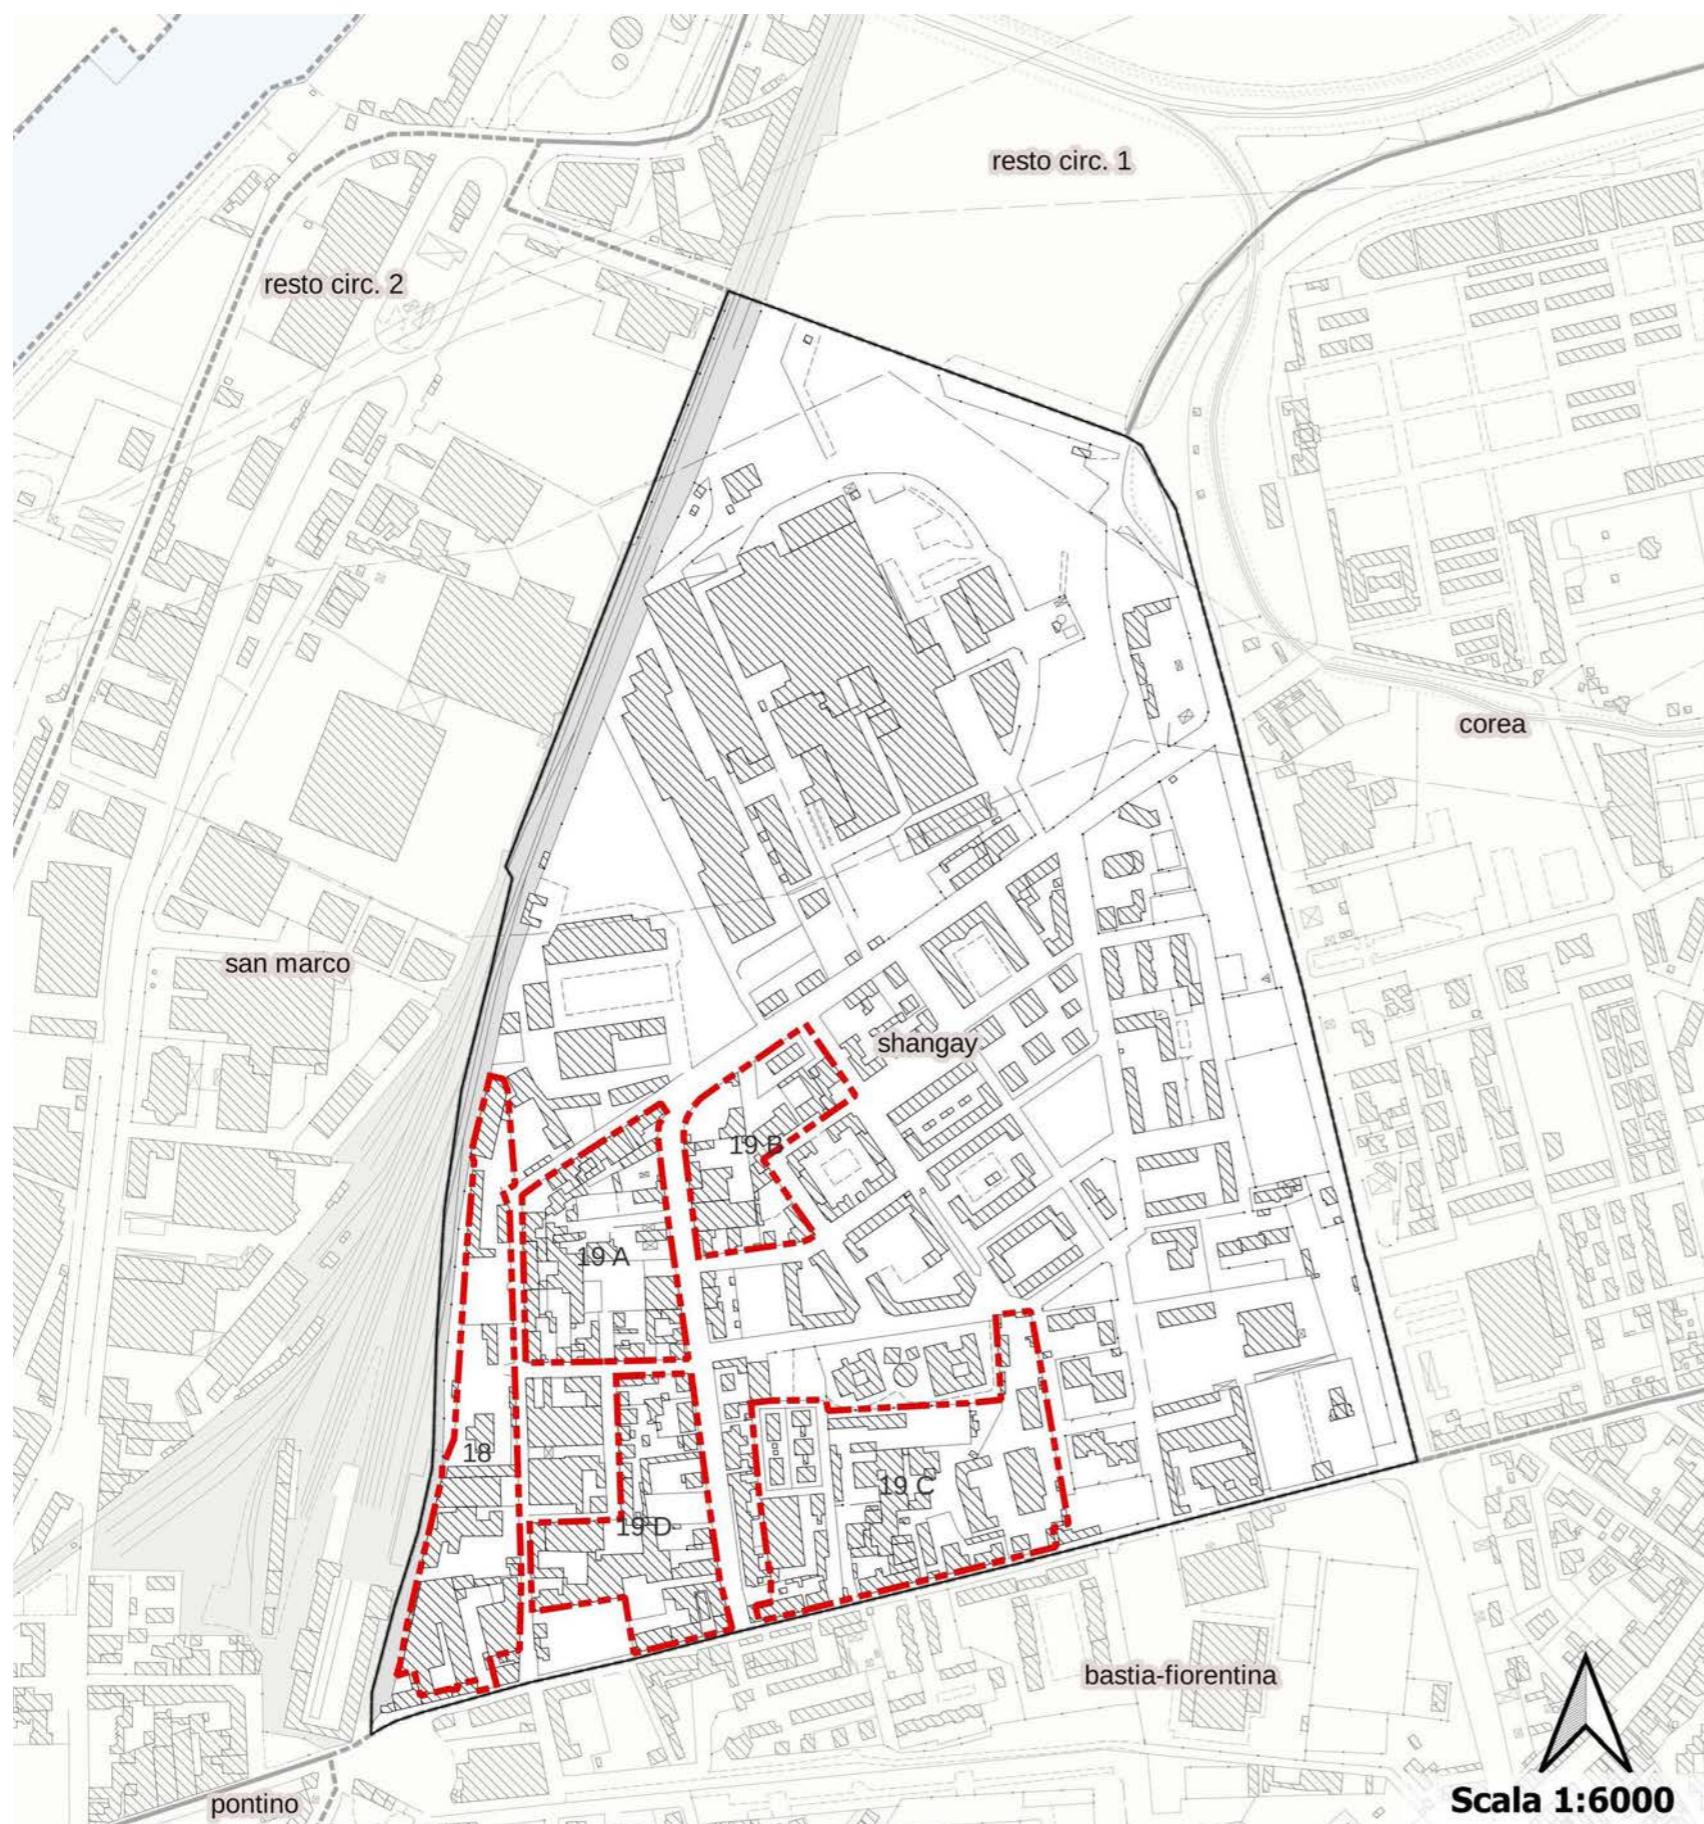 resto circ. 1
resto circ. 2
corea
san marco
shangay
19 B
19 A
18
19 C
19 D
bastia-fiorentina
pontino
Scala 1:6000